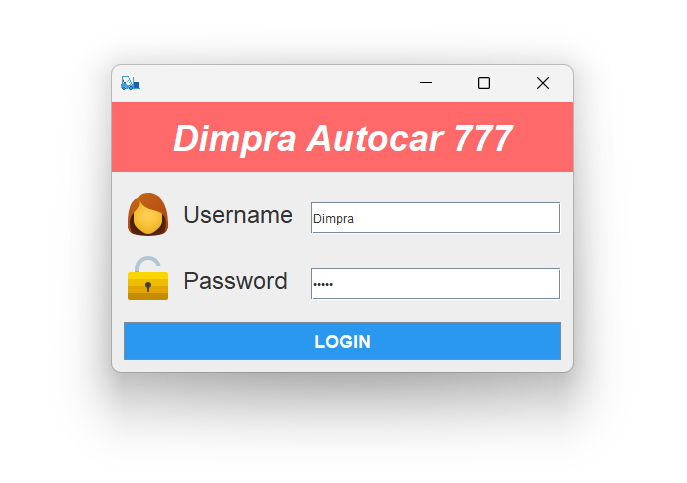 Dimpra Autocar 777
Username
Dimpra
Password
•••••
LOGIN